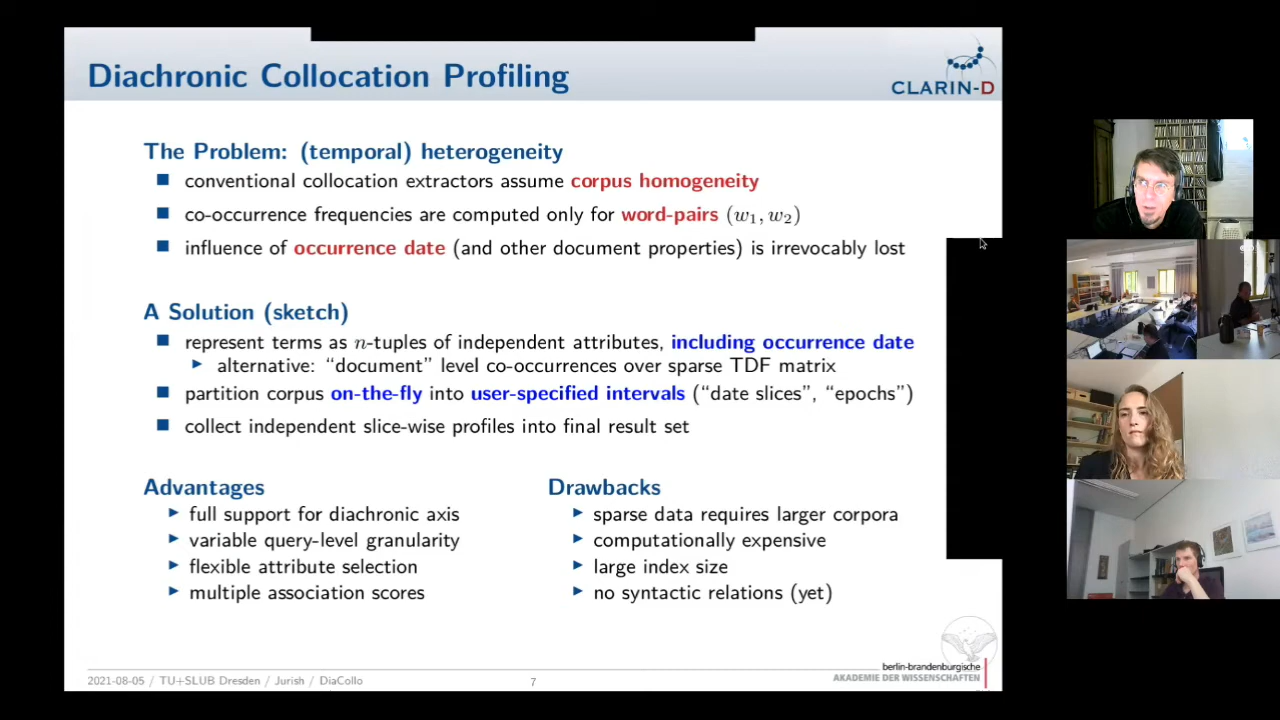 Diachronic Collocation Profiling
CLARIN-D
The Problem: (temporal) heterogeneity
conventional collocation extractors assume corpus homogeneity
co-occurrence frequencies are computed only for word-pairs (w₁, w₂)
influence of occurrence date (and other document properties) is irrevocably lost
A Solution (sketch)
represent terms as n-tuples of independent attributes, including occurrence date
alternative: “document” level co-occurrences over sparse TDF matrix
partition corpus on-the-fly into user-specified intervals (“date slices”, “epochs”)
collect independent slice-wise profiles into final result set
Advantages
full support for diachronic axis
variable query-level granularity
flexible attribute selection
multiple association scores
Drawbacks
sparse data requires larger corpora
computationally expensive
large index size
no syntactic relations (yet)
berlin-brandenburgische
AKADEMIE DER WISSENSCHAFTEN
2021-08-05 / TU+SLUB Dresden / Jurish / DiaCollo
7